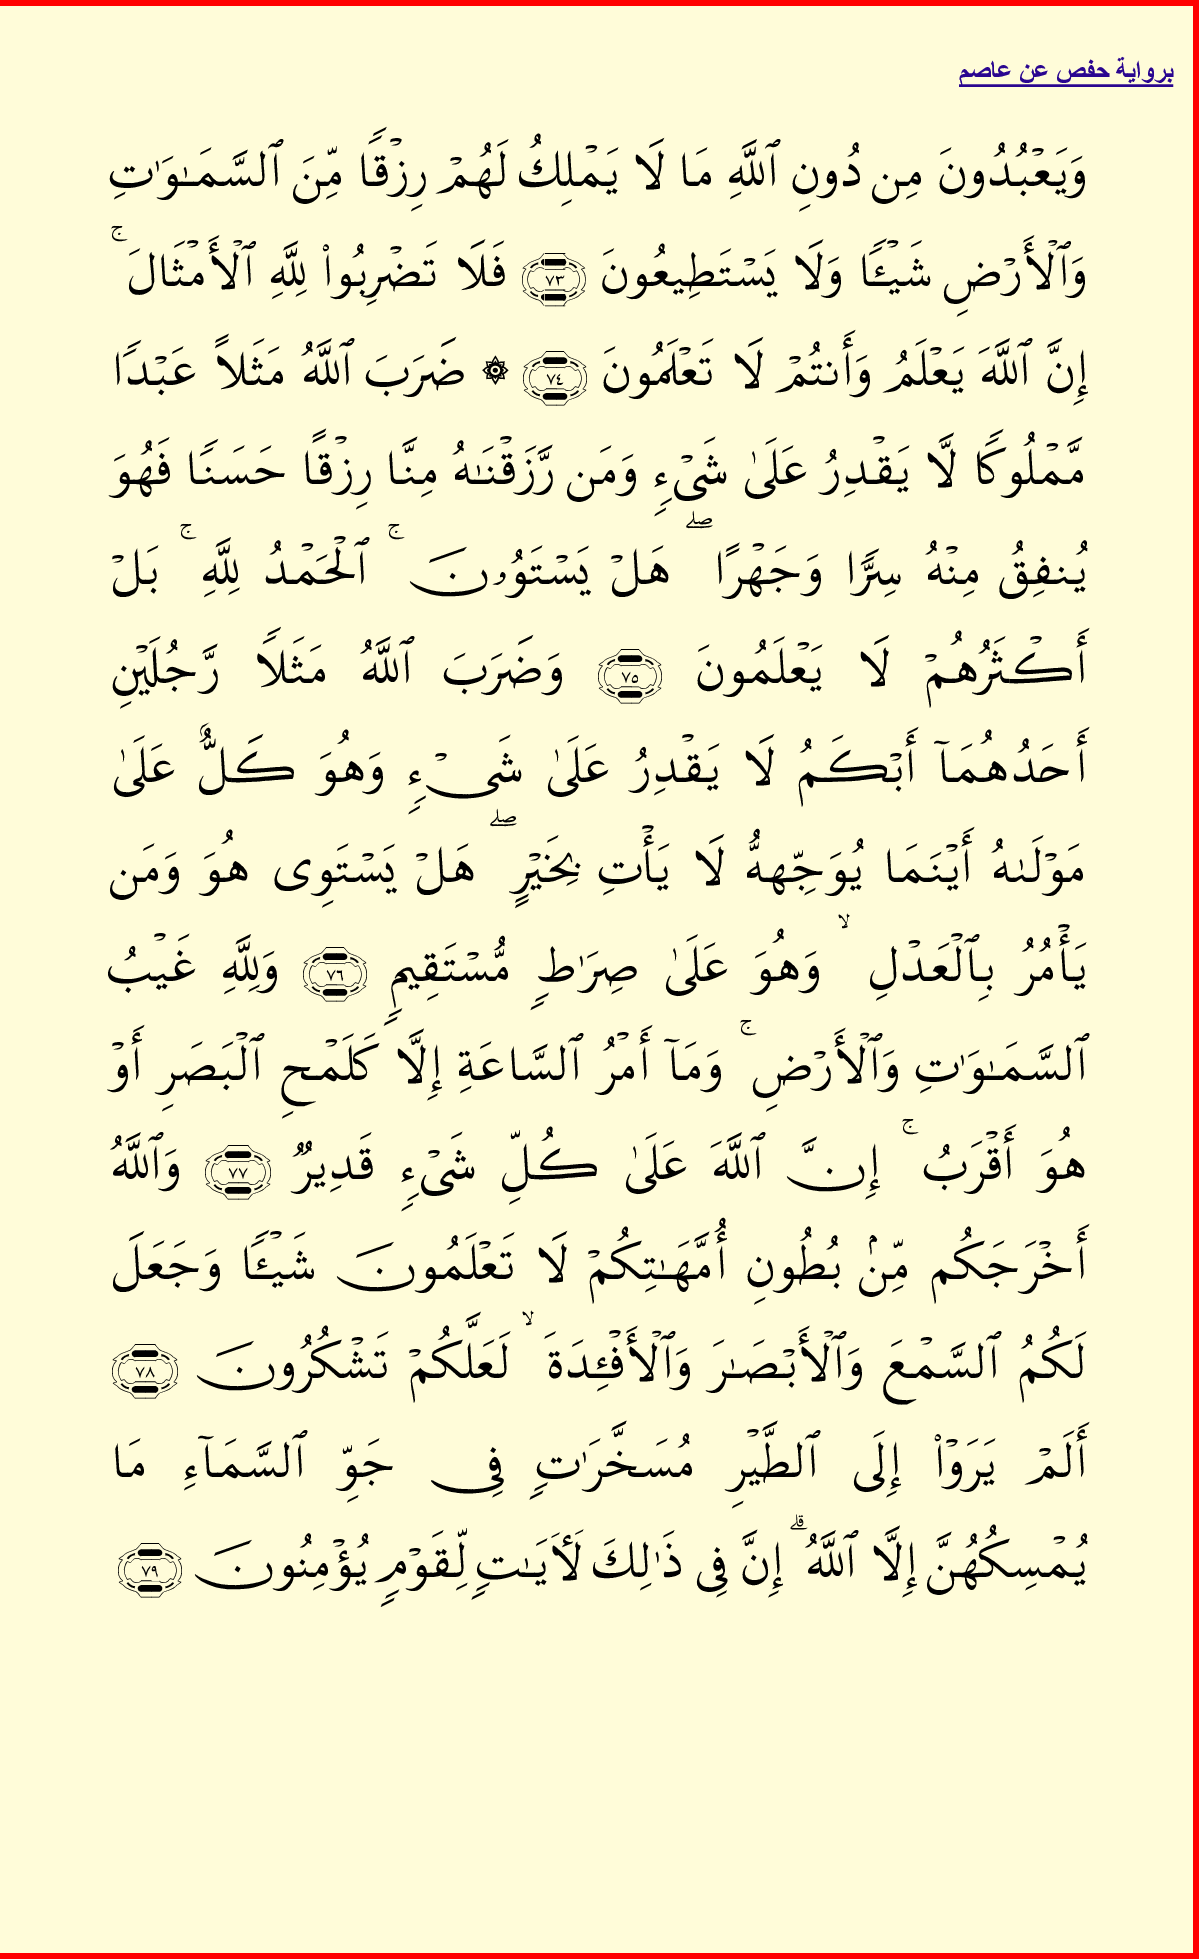 برواية حفص عن عاصم
وَيَعۡبُدُونَ مِن دُونِ ٱللَّهِ مَا لَا يَمۡلِكُ لَهُمۡ رِزۡقًا مِّنَ ٱلسَّمَٰوَٰتِ
وَٱلۡأَرۡضِ شَيۡـًٔا وَلَا يَسۡتَطِيعُونَ ٧٣ فَلَا تَضۡرِبُواْ لِلَّهِ ٱلۡأَمۡثَالَۚ
إِنَّ ٱللَّهَ يَعۡلَمُ وَأَنتُمۡ لَا تَعۡلَمُونَ ٧٤ ۞ ضَرَبَ ٱللَّهُ مَثَلًا عَبۡدًا
مَّمۡلُوكًا لَّا يَقۡدِرُ عَلَىٰ شَيۡءٍ وَمَن رَّزَقۡنَٰهُ مِنَّا رِزۡقًا حَسَنًا فَهُوَ
يُنفِقُ مِنۡهُ سِرًّا وَجَهۡرًاۖ هَلۡ يَسۡتَوُۥنَۚ ٱلۡحَمۡدُ لِلَّهِۚ بَلۡ
أَكۡثَرُهُمۡ لَا يَعۡلَمُونَ ٧٥ وَضَرَبَ ٱللَّهُ مَثَلًا رَّجُلَيۡنِ
أَحَدُهُمَآ أَبۡكَمُ لَا يَقۡدِرُ عَلَىٰ شَيۡءٍ وَهُوَ كَلٌّ عَلَىٰ
مَوۡلَىٰهُ أَيۡنَمَا يُوَجِّههُّ لَا يَأۡتِ بِخَيۡرٍۖ هَلۡ يَسۡتَوِي هُوَ وَمَن
يَأۡمُرُ بِٱلۡعَدۡلِۙ وَهُوَ عَلَىٰ صِرَٰطٍ مُّسۡتَقِيمٍ ٧٦ وَلِلَّهِ غَيۡبُ
ٱلسَّمَٰوَٰتِ وَٱلۡأَرۡضِۚ وَمَآ أَمۡرُ ٱلسَّاعَةِ إِلَّا كَلَمۡحِ ٱلۡبَصَرِ أَوۡ
هُوَ أَقۡرَبُۚ إِنَّ ٱللَّهَ عَلَىٰ كُلِّ شَيۡءٍ قَدِيرٌ ٧٧ وَٱللَّهُ
أَخۡرَجَكُم مِّنۢ بُطُونِ أُمَّهَٰتِكُمۡ لَا تَعۡلَمُونَ شَيۡـًٔا وَجَعَلَ
لَكُمُ ٱلسَّمۡعَ وَٱلۡأَبۡصَٰرَ وَٱلۡأَفۡـِٔدَةَۙ لَعَلَّكُمۡ تَشۡكُرُونَ ٧٨
أَلَمۡ يَرَوۡاْ إِلَى ٱلطَّيۡرِ مُسَخَّرَٰتٍ فِي جَوِّ ٱلسَّمَآءِ مَا
يُمۡسِكُهُنَّ إِلَّا ٱللَّهُۗ إِنَّ فِي ذَٰلِكَ لَأٓيَٰتٍ لِّقَوۡمٍ يُؤۡمِنُونَ ٧٩